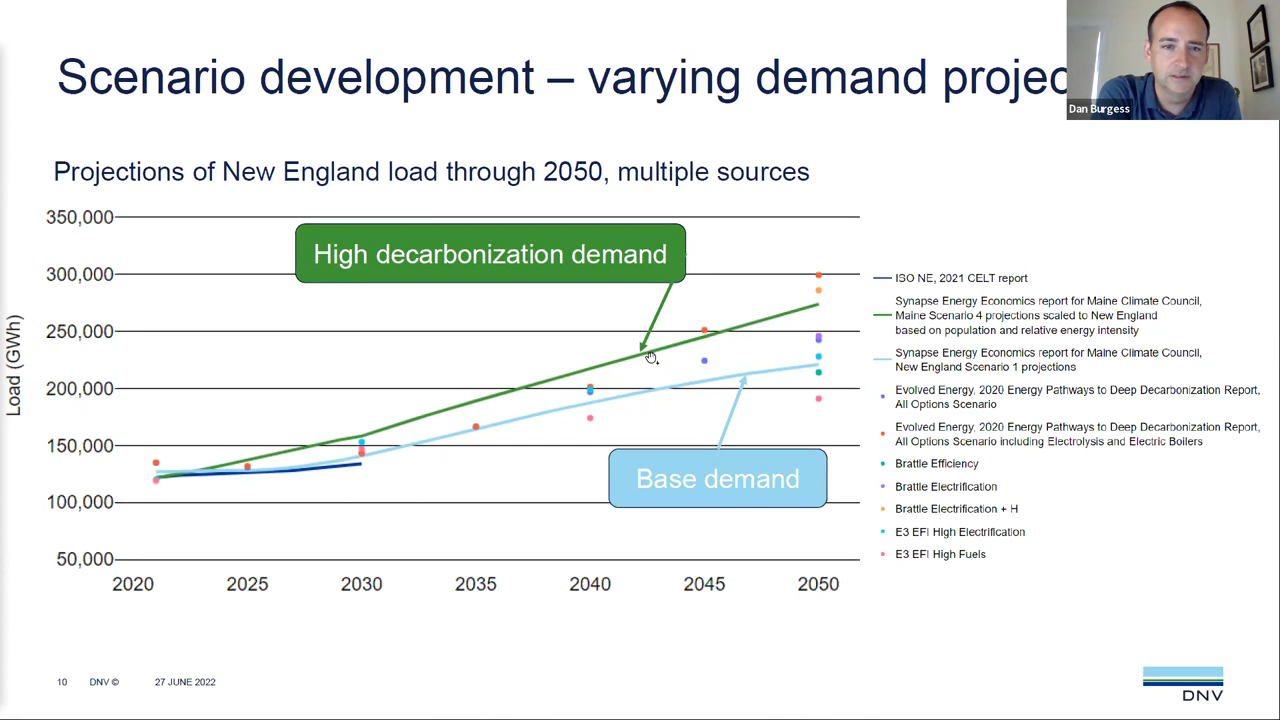 Scenario development – varying demand projec
Dan Burgess
Projections of New England load through 2050, multiple sources
350,000
300,000
250,000
200,000
150,000
100,000
50,000
Load (GWh)
High decarbonization demand
Base demand
2020 2025 2030 2035 2040 2045 2050
ISO NE, 2021 CELT report
Synapse Energy Economics report for Maine Climate Council,
Maine Scenario 4 projections scaled to New England
based on population and relative energy intensity
Synapse Energy Economics report for Maine Climate Council,
New England Scenario 1 projections
Evolved Energy, 2020 Energy Pathways to Deep Decarbonization Report,
All Options Scenario
Evolved Energy, 2020 Energy Pathways to Deep Decarbonization Report,
All Options Scenario including Electrolysis and Electric Boilers
Brattle Efficiency
Brattle Electrification
Brattle Electrification + H
E3 EFI High Electrification
E3 EFI High Fuels
10 DNV © 27 JUNE 2022
DNV